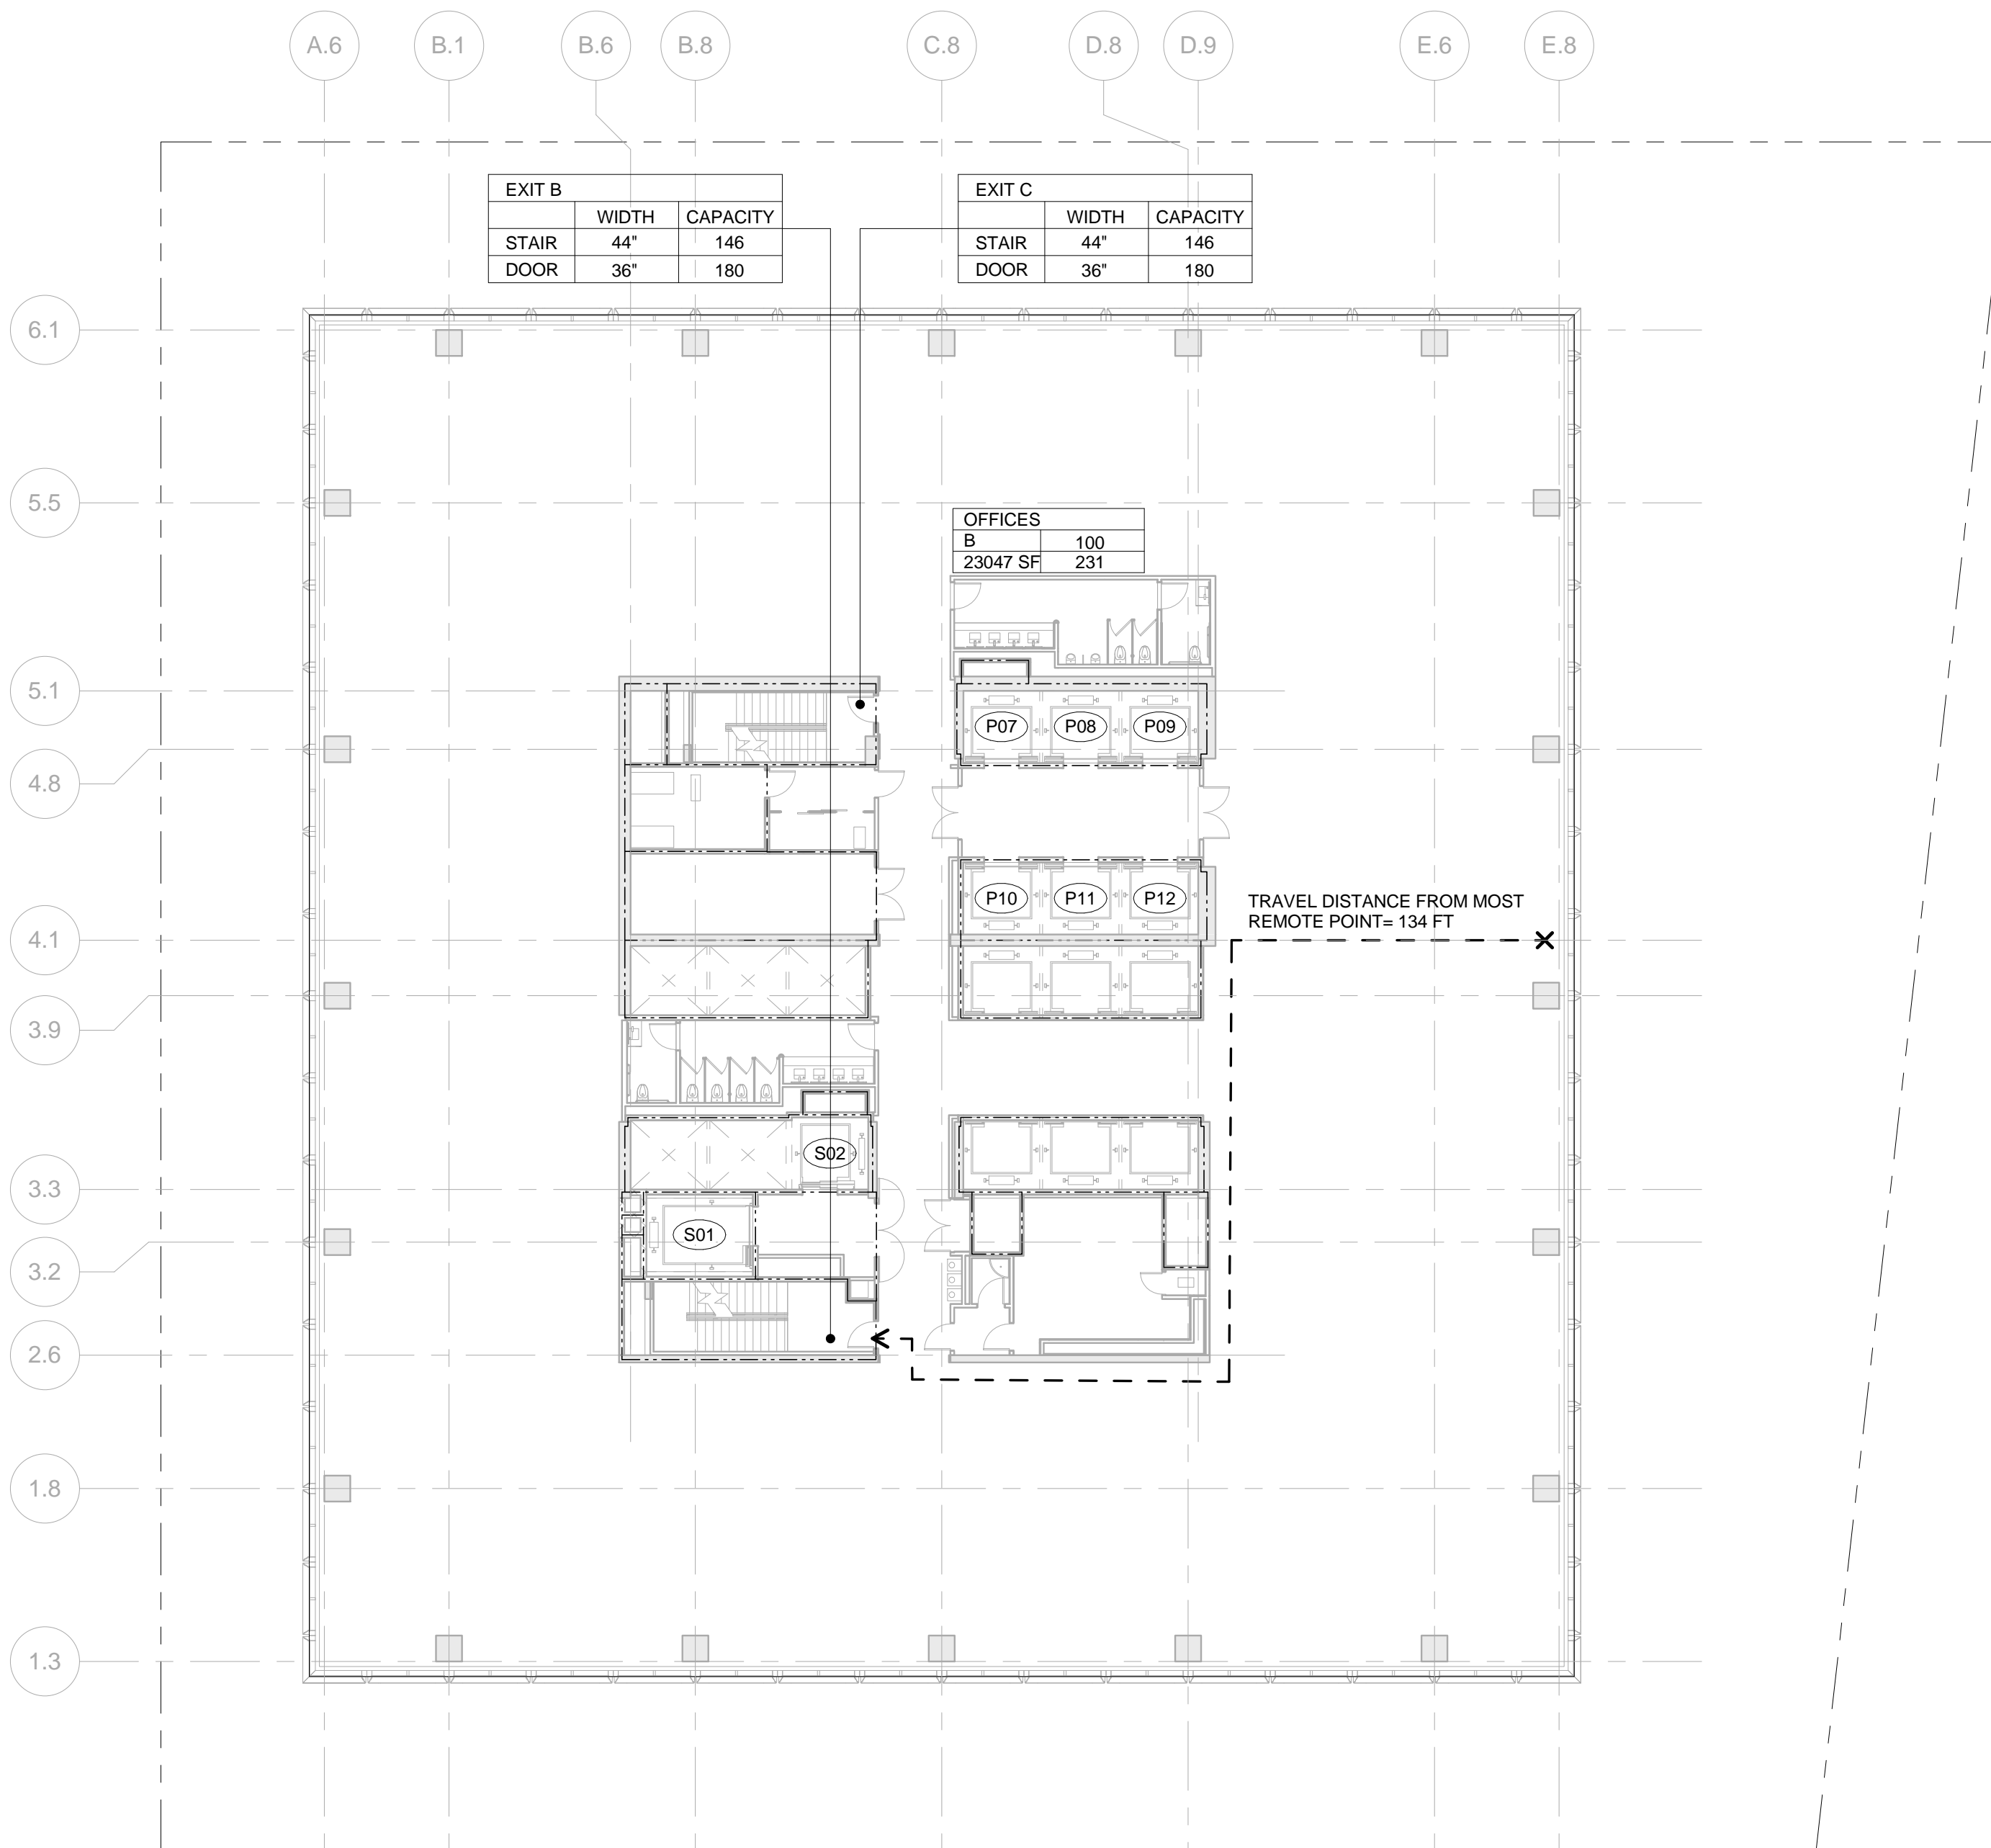 A.6 B.1 B.6 B.8 C.8 D.8 D.9 E.6 E.8
EXIT B
WIDTH CAPACITY
STAIR 44" 146
DOOR 36" 180
EXIT C
WIDTH CAPACITY
STAIR 44" 146
DOOR 36" 180
6.1
5.5
OFFICES
B 100
23047 SF 231
5.1
P07 P08 P09
4.8
P10 P11 P12
TRAVEL DISTANCE FROM MOST
REMOTE POINT= 134 FT
4.1
3.9
S02
3.3
S01
3.2
2.6
1.8
1.3